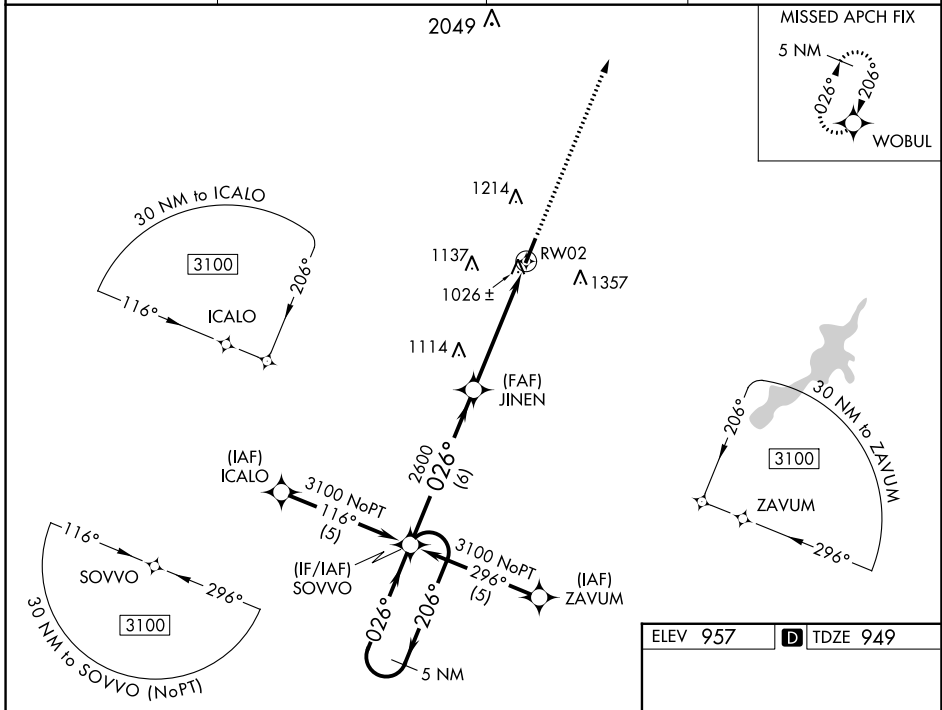 2049
MISSED APCH FIX
5 NM
026°
206°
WOBUL
30 NM to ICALO
3100
206°
116°
ICALO
1214
1137
RW02
1026 ±
1357
1114
(FAF)
JINEN
2600
026°
(6)
(IAF)
ICALO
3100 NoPT
116°
(5)
(IF/IAF)
SOVVO
3100 NoPT
296°
(5)
(IAF)
ZAVUM
026°
206°
5 NM
206°
30 NM to ZAVUM
3100
ZAVUM
296°
116°
SOVVO
296°
3100
30 NM to SOVVO (NoPT)
ELEV 957
D TDZE 949